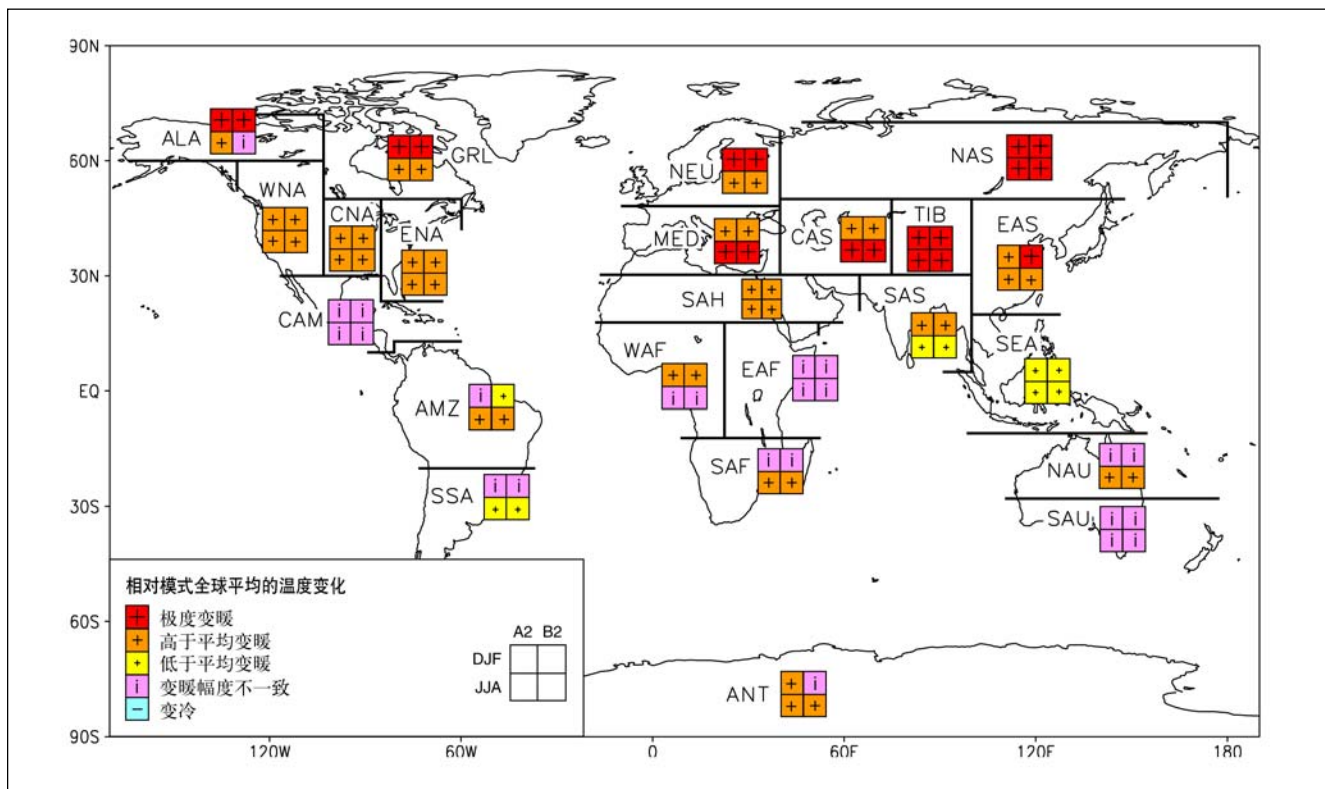 90N
60N
30N
EQ
30S
60S
90S
120W
60W
0
60E
120E
180
ALA
+ +
+ i
GRL
+ +
+ +
NEU
+ +
+ +
NAS
+ +
+ +
WNA
+ +
+ +
CNA
+ +
+ +
ENA
+ +
+ +
MED
+ +
+ +
CAS
+ +
+ +
TIB
+ +
+ +
EAS
+ +
+ +
CAM
i i
i i
SAH
+ +
+ +
SAS
+ +
+ +
SEA
+ +
+ +
WAF
+ +
i i
EAF
i i
i i
AMZ
i +
+ +
SSA
i i
+ +
SAF
i i
+ +
NAU
i i
+ +
SAU
i i
i i
ANT
+ i
+ +
相对模式全球平均的温度变化
+ 极度变暖
+ 高于平均变暖
+ 低于平均变暖
i 变暖幅度不一致
− 变冷
A2 B2
DJF
JJA